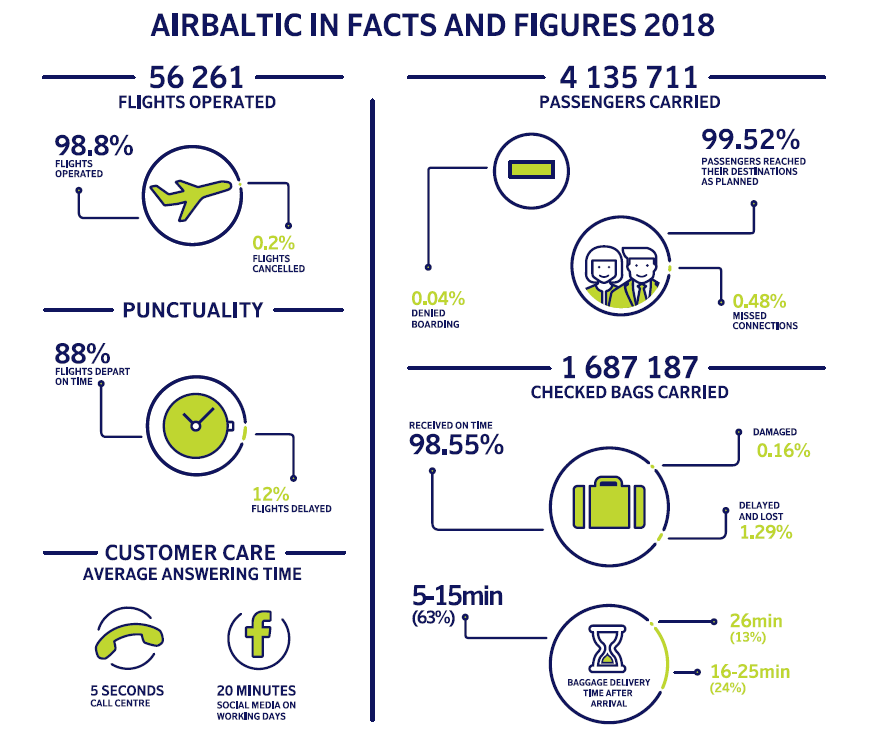 AIRBALTIC IN FACTS AND FIGURES 2018
56 261
FLIGHTS OPERATED
98.8%
FLIGHTS
OPERATED
0.2%
FLIGHTS
CANCELLED
PUNCTUALITY
88%
FLIGHTS DEPART
ON TIME
12%
FLIGHTS DELAYED
CUSTOMER CARE
AVERAGE ANSWERING TIME
5 SECONDS
CALL CENTRE
20 MINUTES
SOCIAL MEDIA ON
WORKING DAYS
4 135 711
PASSENGERS CARRIED
99.52%
PASSENGERS REACHED
THEIR DESTINATIONS
AS PLANNED
0.04%
DENIED
BOARDING
0.48%
MISSED
CONNECTIONS
1 687 187
CHECKED BAGS CARRIED
RECEIVED ON TIME
98.55%
DAMAGED
0.16%
DELAYED
AND LOST
1.29%
5-15min
(63%)
BAGGAGE DELIVERY
TIME AFTER
ARRIVAL
26min
(13%)
16-25min
(24%)